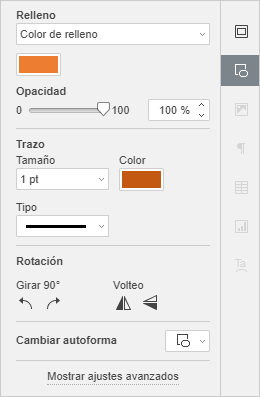 Relleno
Color de relleno
Opacidad
0 100 100 %
Trazo
Tamaño Color
1 pt
Tipo
Rotación
Girar 90° Volteo
Cambiar autoforma
Mostrar ajustes avanzados
Ta